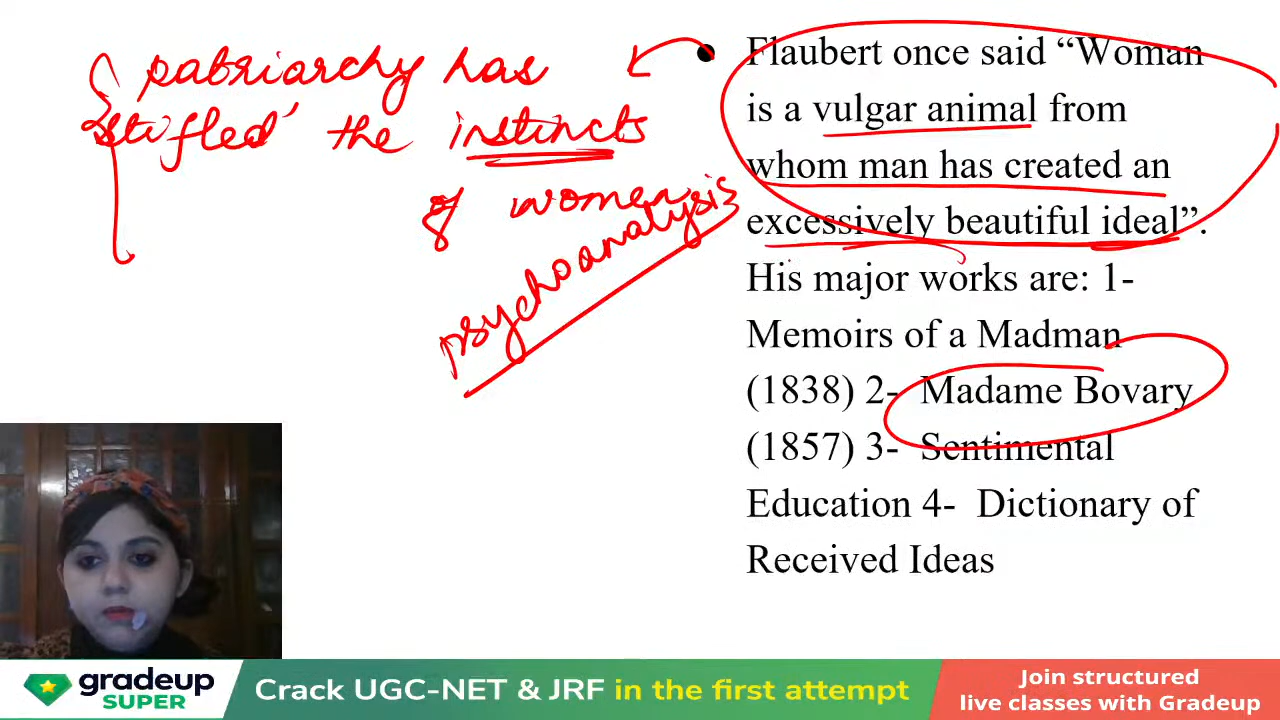 patriarchy has
stifled the instincts
of women
psychoanalysis
Flaubert once said “Woman
is a vulgar animal from
whom man has created an
excessively beautiful ideal”.
His major works are: 1-
Memoirs of a Madman
(1838) 2- Madame Bovary
(1857) 3- Sentimental
Education 4- Dictionary of
Received Ideas
gradeup
SUPER
Crack UGC-NET & JRF in the first attempt
Join structured
live classes with Gradeup